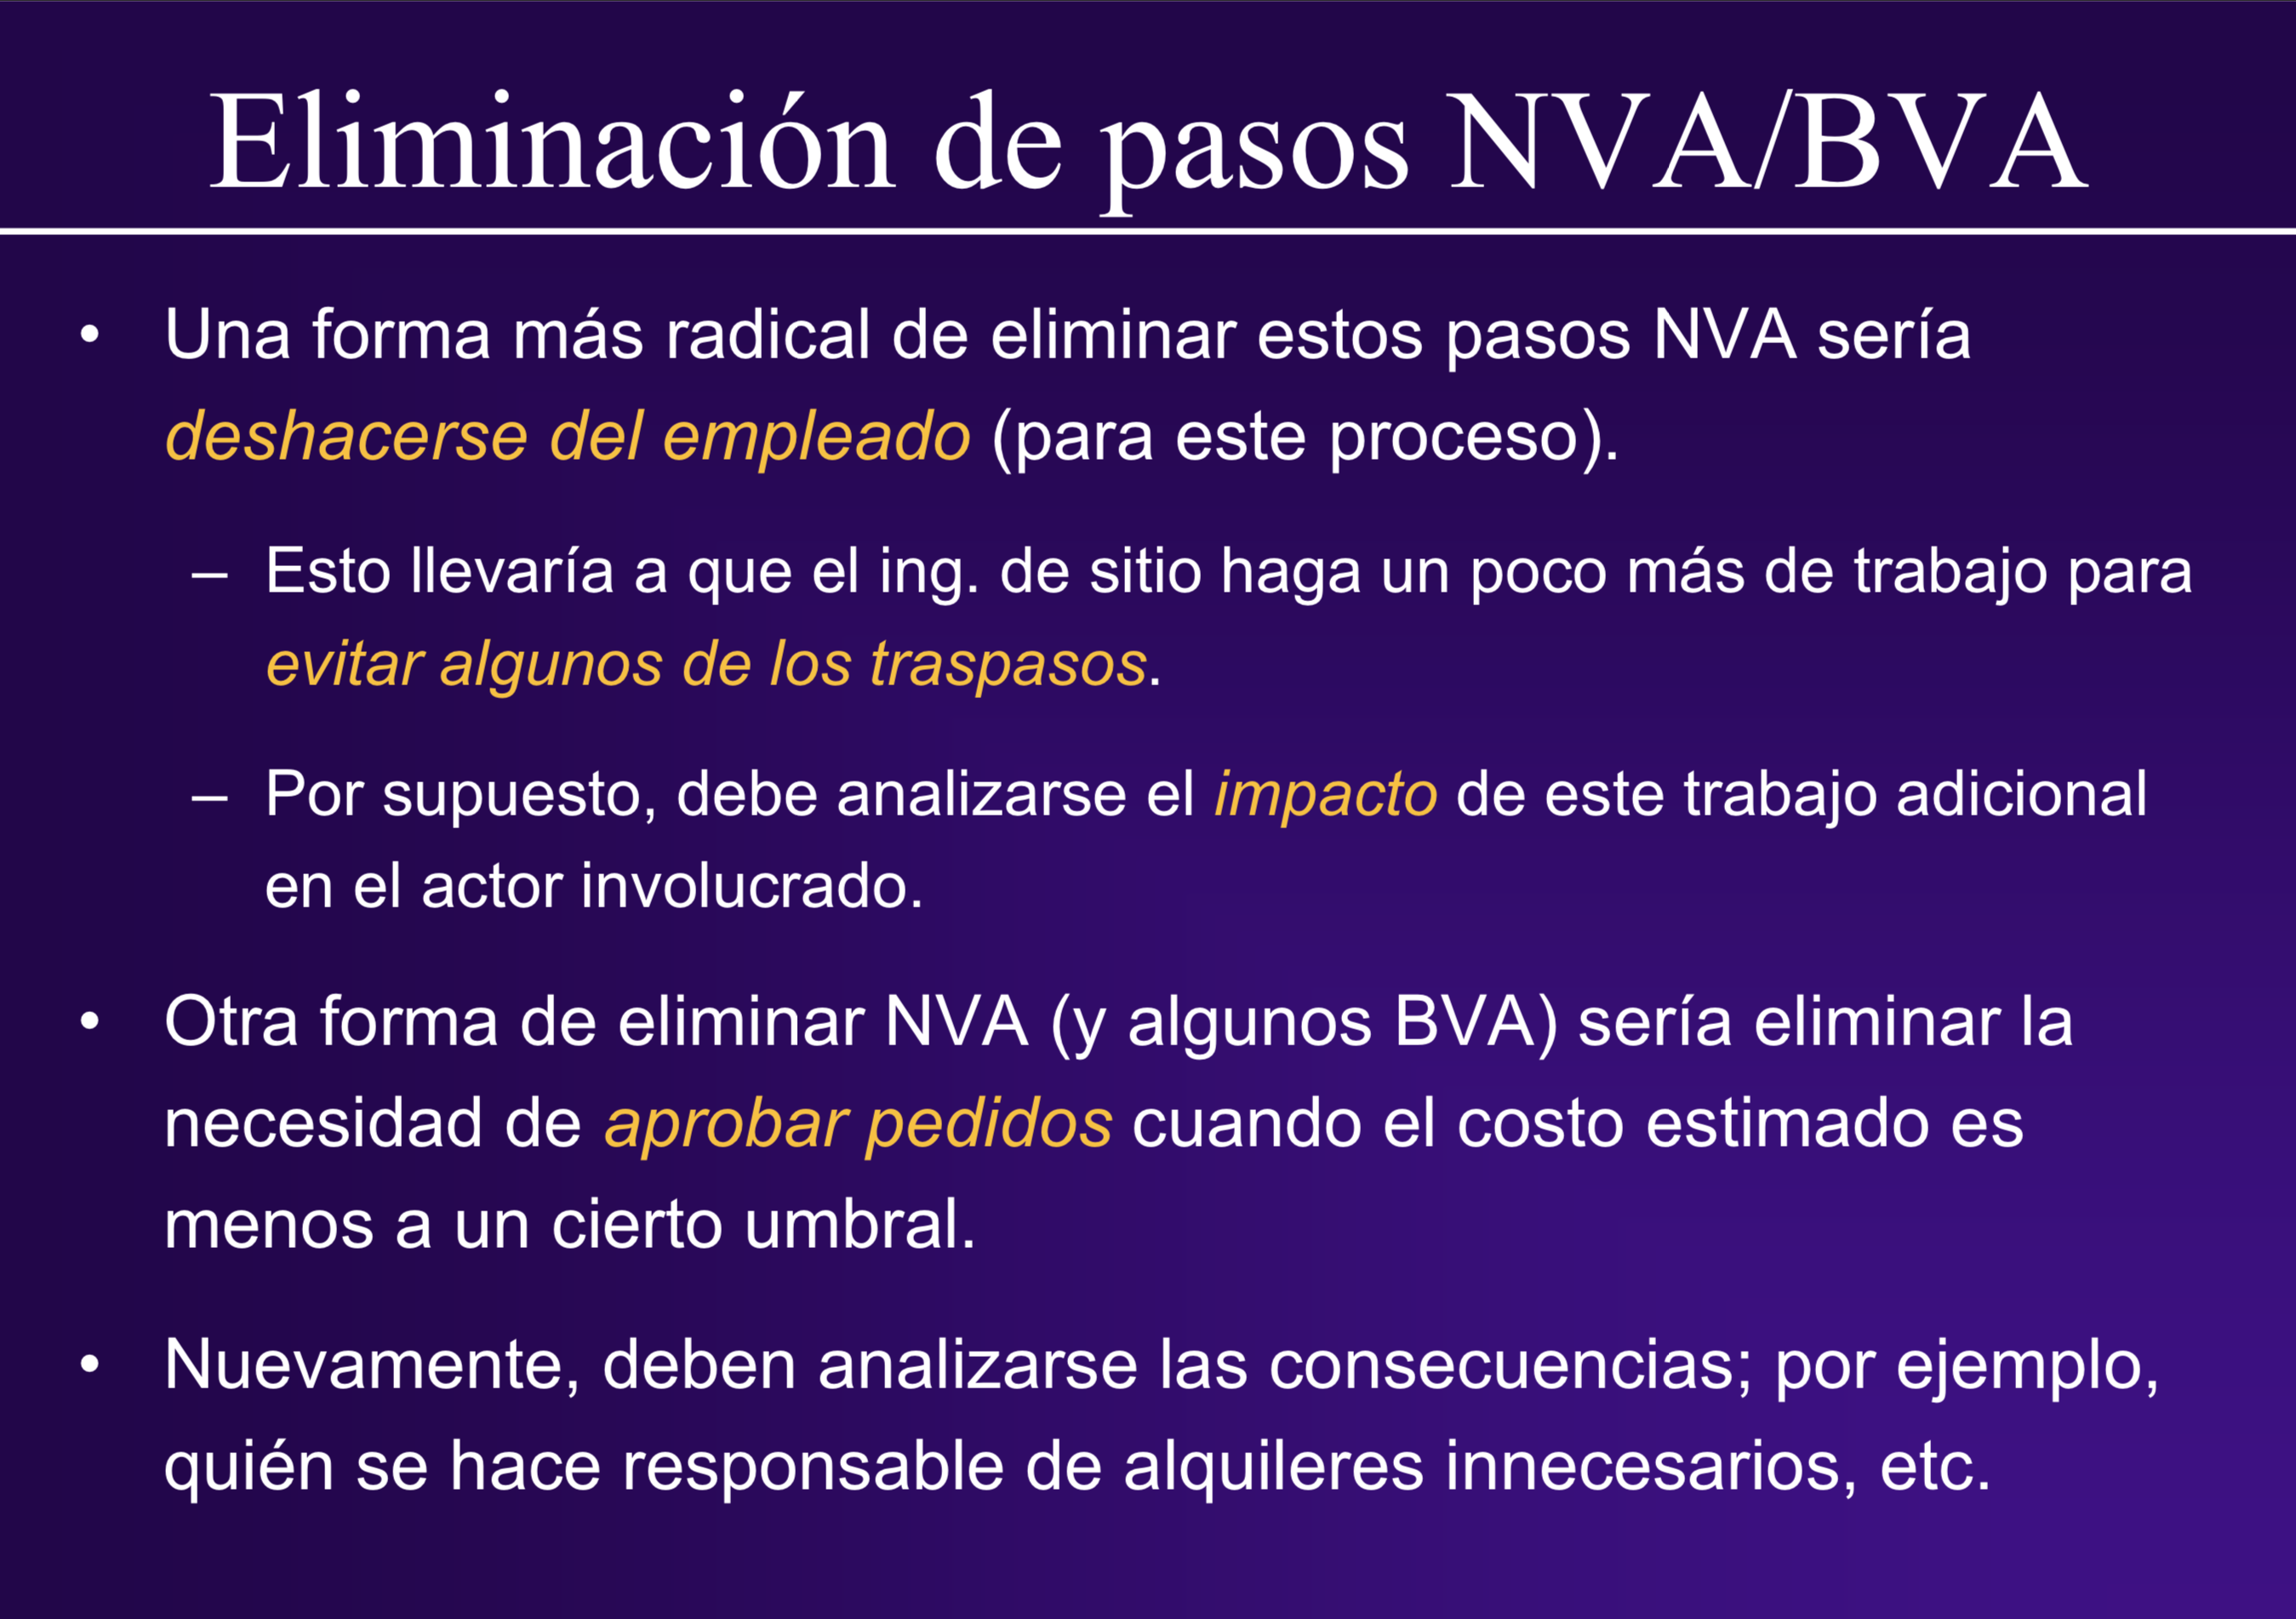 Eliminación de pasos NVA/BVA
• Una forma más radical de eliminar estos pasos NVA sería
deshacerse del empleado (para este proceso).
– Esto llevaría a que el ing. de sitio haga un poco más de trabajo para
evitar algunos de los traspasos.
– Por supuesto, debe analizarse el impacto de este trabajo adicional
en el actor involucrado.
• Otra forma de eliminar NVA (y algunos BVA) sería eliminar la
necesidad de aprobar pedidos cuando el costo estimado es
menos a un cierto umbral.
• Nuevamente, deben analizarse las consecuencias; por ejemplo,
quién se hace responsable de alquileres innecesarios, etc.